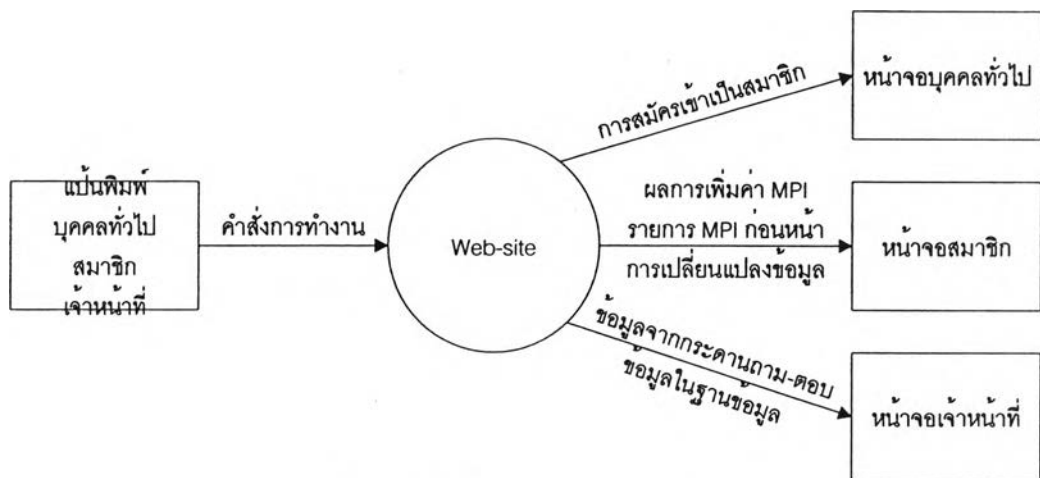 แป้นพิมพ์
บุคคลทั่วไป
สมาชิก
เจ้าหน้าที่
คำสั่งการทำงาน
Web-site
การสมัครเข้าเป็นสมาชิก
หน้าจอบุคคลทั่วไป
ผลการเพิ่มค่า MPI
รายการ MPI ก่อนหน้า
การเปลี่ยนแปลงข้อมูล
หน้าจอสมาชิก
ข้อมูลจากกระดานถาม-ตอบ
ข้อมูลในฐานข้อมูล
หน้าจอเจ้าหน้าที่